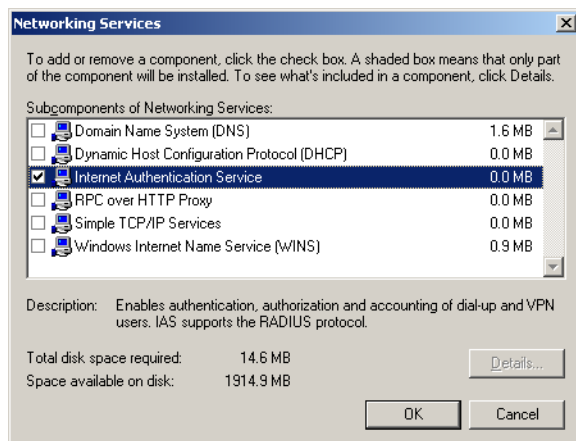 Networking Services
To add or remove a component, click the check box. A shaded box means that only part
of the component will be installed. To see what's included in a component, click Details.
Subcomponents of Networking Services:
Domain Name System (DNS) 1.6 MB
Dynamic Host Configuration Protocol (DHCP) 0.0 MB
Internet Authentication Service 0.0 MB
RPC over HTTP Proxy 0.0 MB
Simple TCP/IP Services 0.0 MB
Windows Internet Name Service (WINS) 0.9 MB
Description: Enables authentication, authorization and accounting of dial-up and VPN
users. IAS supports the RADIUS protocol.
Total disk space required: 14.6 MB
Details...
Space available on disk: 1914.9 MB
OK Cancel